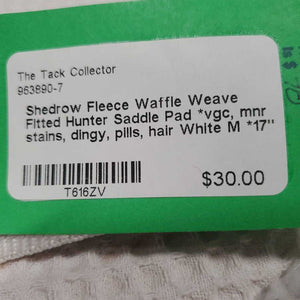 The Tack Collector
963890-7
Shedrow Fleece Waffle Weave
Fitted Hunter Saddle Pad *vgc, mnr
stains, dingy, pills, hair White M *17"
T616ZV
$30.00